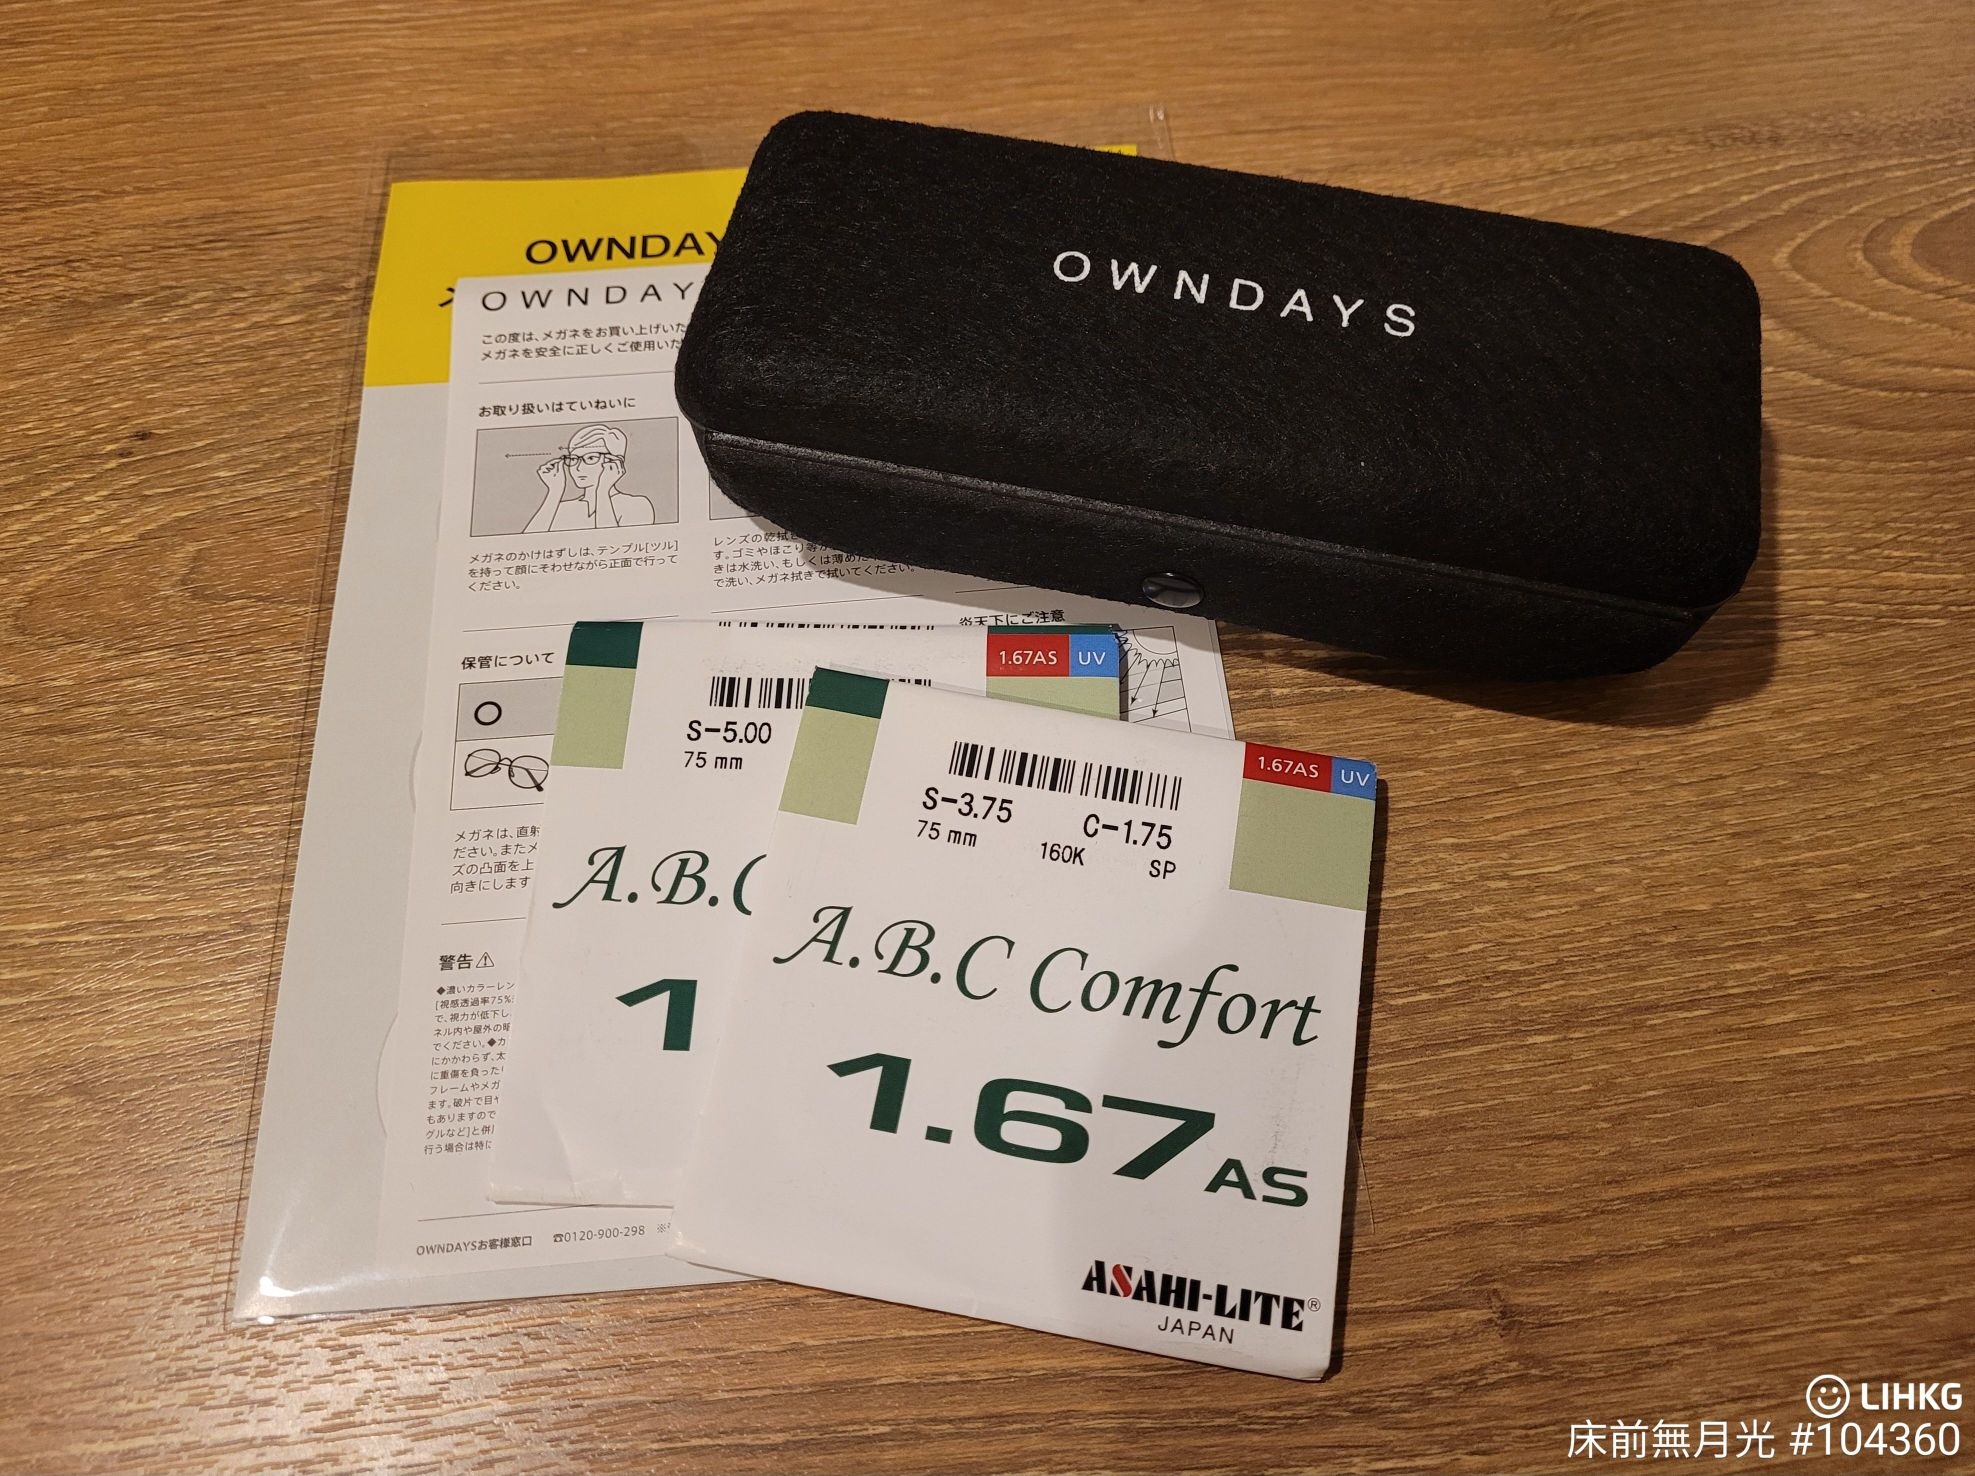 OWNDAYS
OWNDAY
OWNDAY
この度は、メガネをお買い上げいた
メガネを安全に正しくご使用いた
お取り扱いはていねいに
メガネのかけはずしは、テンプル[ツル]
を持って顔にそわせながら正面で行って
ください。
レンズの乾拭き
す。ゴミやほこり等が
きは水洗い、もしくは薄めた
で洗い、メガネ拭きで拭いてください。
炎天下にご注意
保管について
メガネは、直射
ださい。またメ
ズの凸面を上
向きにします
警告⚠
◆濃いカラーレン
[視感透過率75%
で、視力が低下し
ネル内や屋外の暗
でください。◆カ
にかかわらず、太
に重傷を負った
フレームやメガ
ます。破片で目や
もありますので
グルなど]と併
行う場合は特に
OWNDAYSお客様窓口 ☎0120-900-298 ※
1.67AS UV
S-5.00
75 mm
A.B.C
1
1.67AS UV
S-3.75 C-1.75
75 mm 160K SP
A.B.C Comfort
1.67 AS
ASAHI-LITE®
JAPAN
LIHKG
床前無月光 #104360